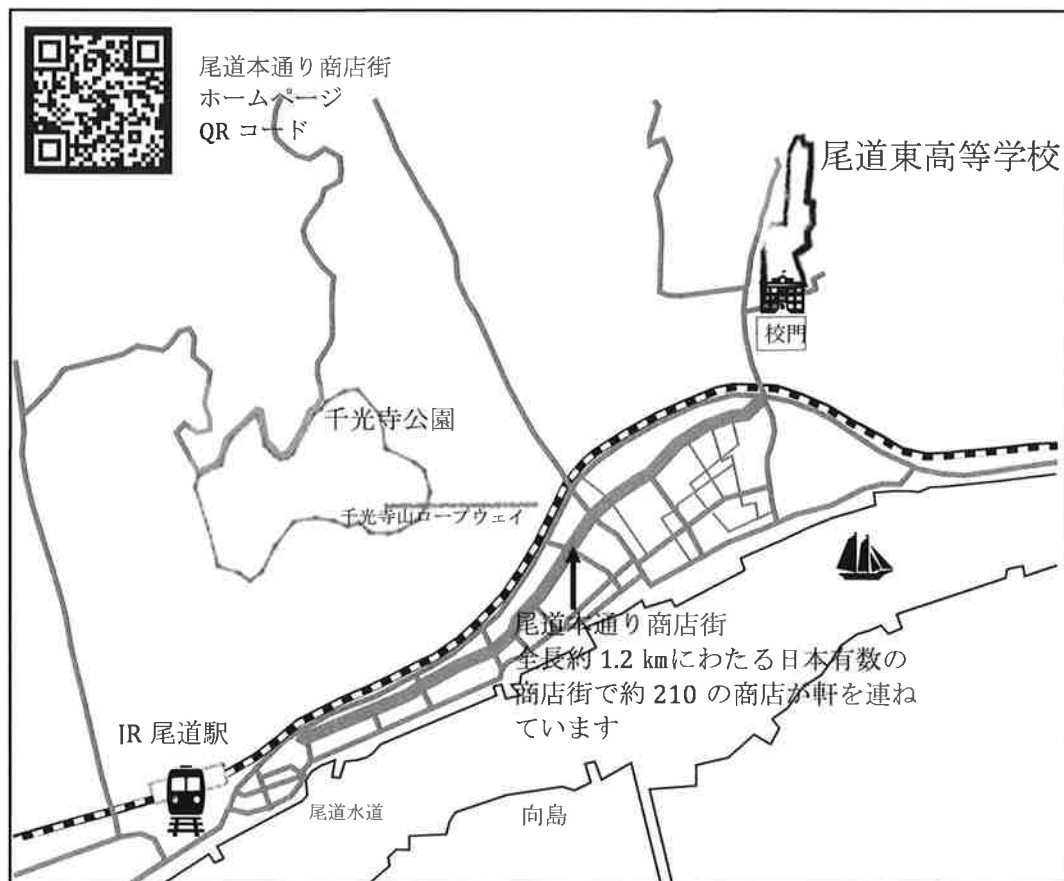 尾道本通り商店街
ホームページ
QR コード
尾道東高等学校
校門
千光寺公園
千光寺山ロープウェイ
尾道本通り商店街
全長約 1.2 ㎞にわたる日本有数の
商店街で約 210 の商店が軒を連ね
ています
JR 尾道駅
尾道水道
向島